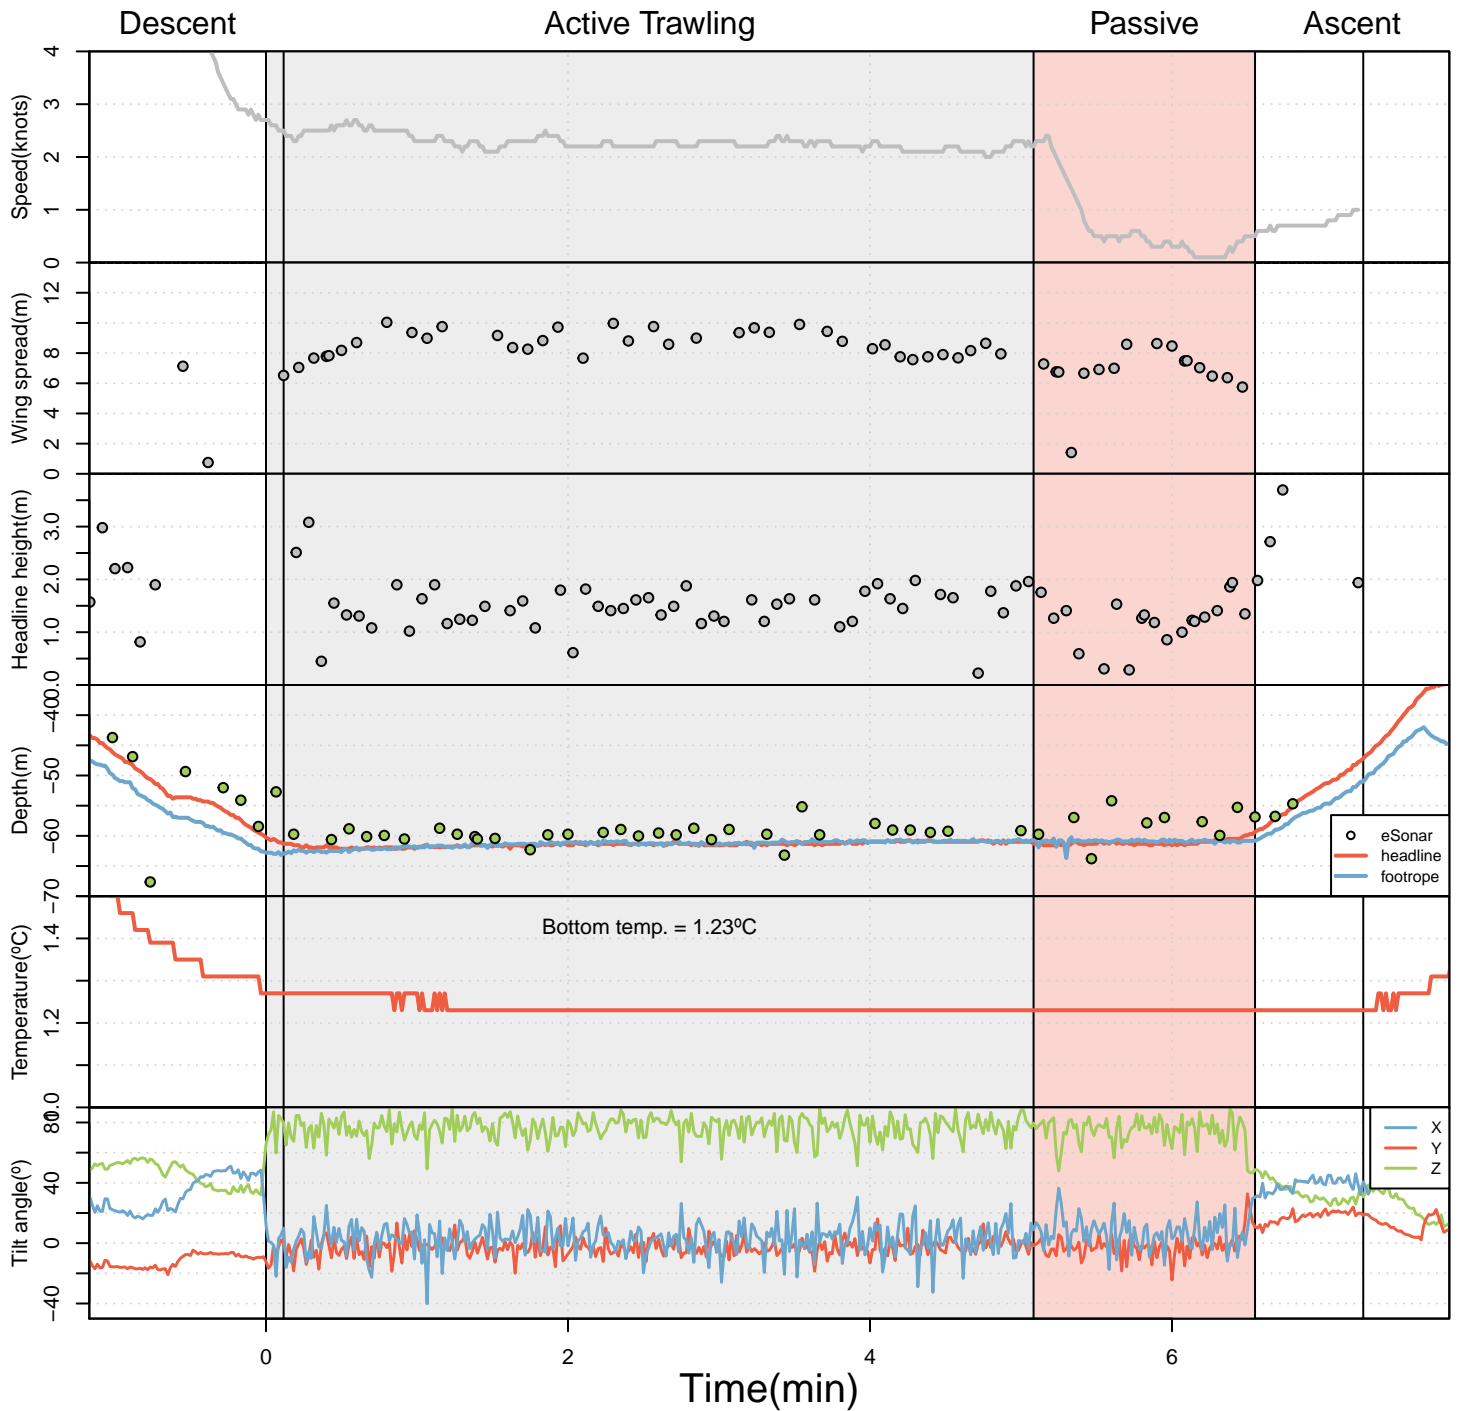 Descent Active Trawling Passive Ascent
Speed(knots)
4
3
2
1
0
Wing spread(m)
12
8
6
4
2
0
Headline height(m)
3.0
2.0
1.0
0.0
Depth(m)
−40
−50
−60
−70
eSonar
headline
footrope
Temperature(ºC)
1.4
1.2
1.0
Bottom temp. = 1.23ºC
Tilt angle(º)
80
40
0
−40
X
Y
Z
0 2 4 6
Time(min)